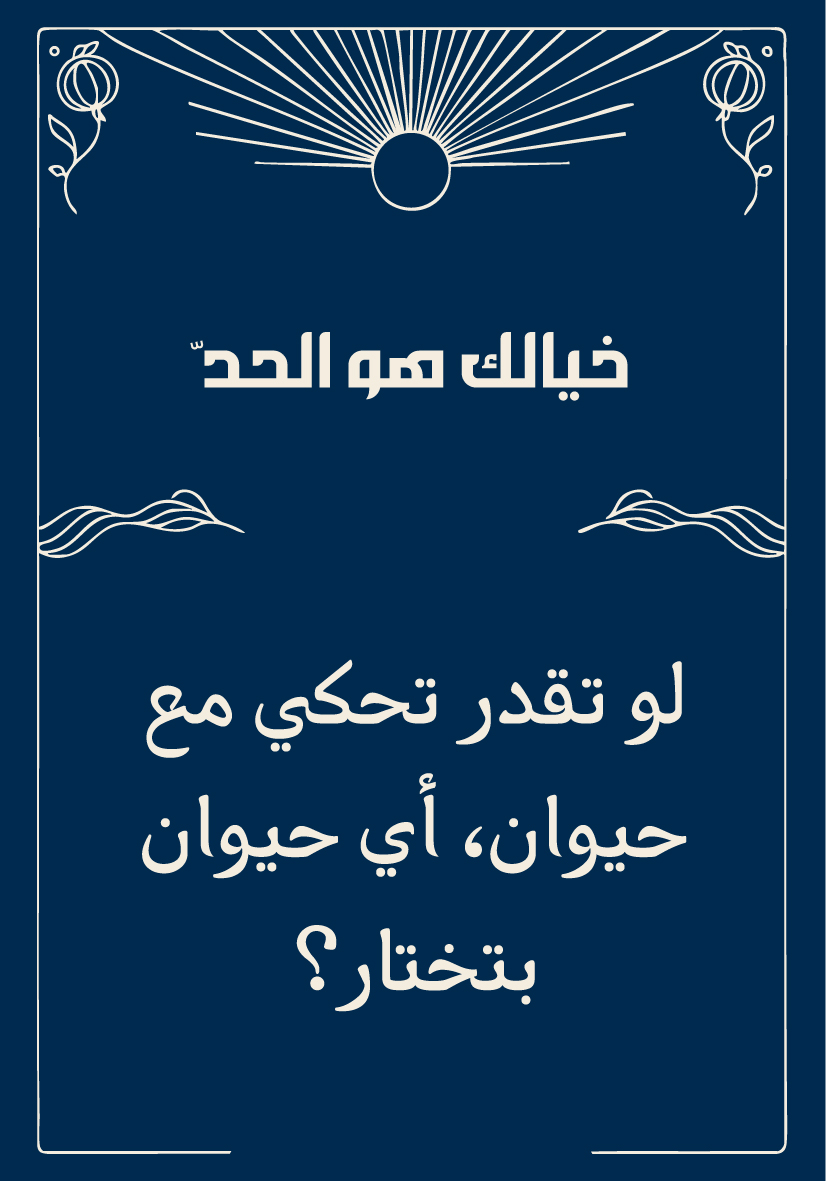 خيالك هو الحدّ
لو تقدر تحكي مع
حيوان، أي حيوان
بتختار؟